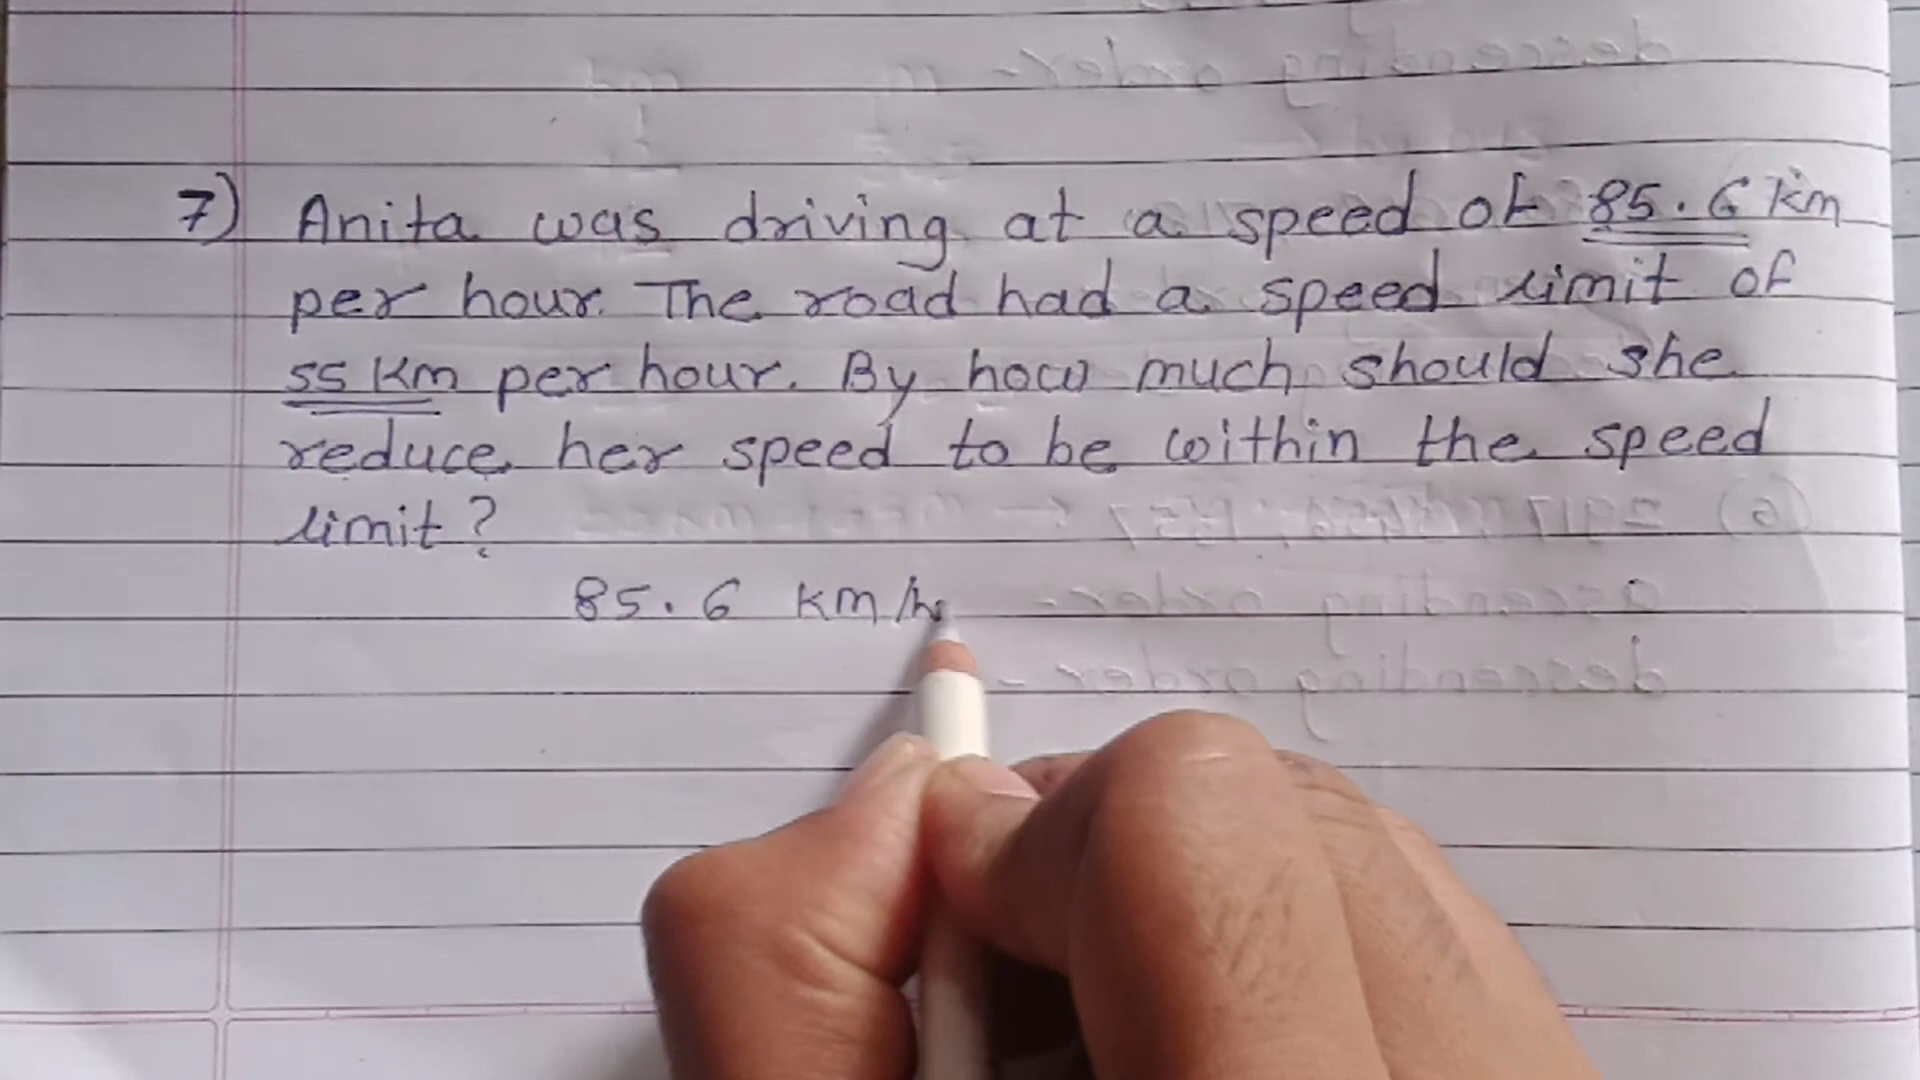 7) Anita was driving at a speed of 85.6 km
per hour. The road had a speed limit of
55 km per hour. By how much should she
reduce her speed to be within the speed
limit?
85.6 km/h